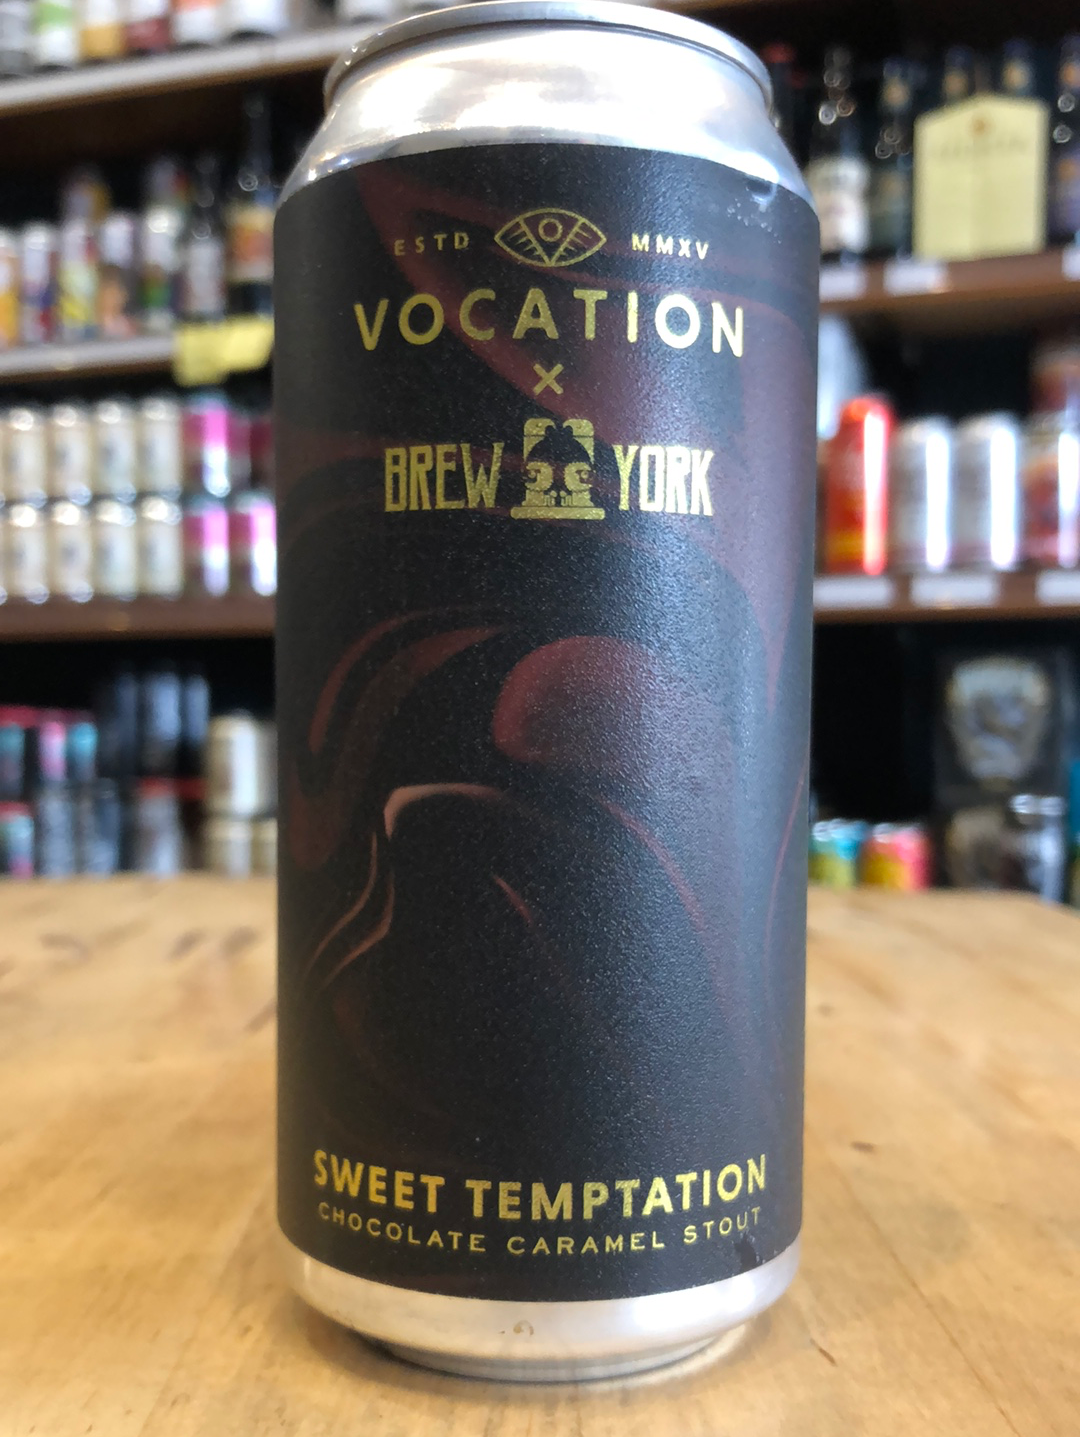 ESTD MMXV
VOCATION
×
BREW YORK
SWEET TEMPTATION
CHOCOLATE CARAMEL STOUT